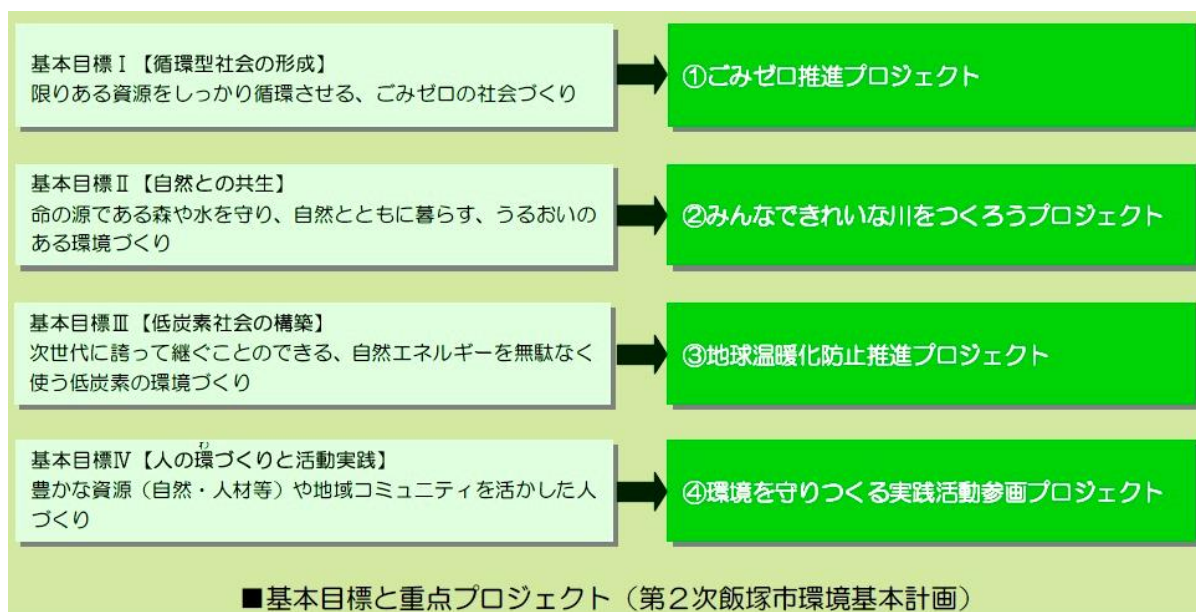 基本目標Ⅰ【循環型社会の形成】
限りある資源をしっかり循環させる、ごみゼロの社会づくり
①ごみゼロ推進プロジェクト
基本目標Ⅱ【自然との共生】
命の源である森や水を守り、自然とともに暮らす、うるおいの
ある環境づくり
②みんなできれいな川をつくろうプロジェクト
基本目標Ⅲ【低炭素社会の構築】
次世代に誇って継ぐことのできる、自然エネルギーを無駄なく
使う低炭素の環境づくり
③地球温暖化防止推進プロジェクト
わ
基本目標Ⅳ【人の環づくりと活動実践】
豊かな資源（自然・人材等）や地域コミュニティを活かした人
づくり
④環境を守りつくる実践活動参画プロジェクト
■基本目標と重点プロジェクト（第２次飯塚市環境基本計画）